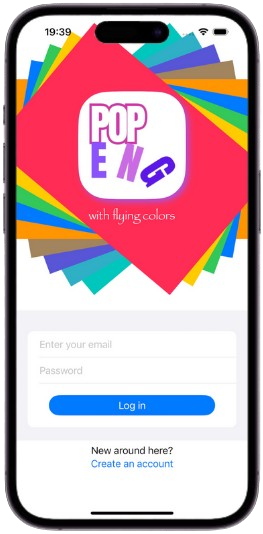 19:39
POP
ENG
with flying colors
Enter your email
Password
Log in
New around here?
Create an account